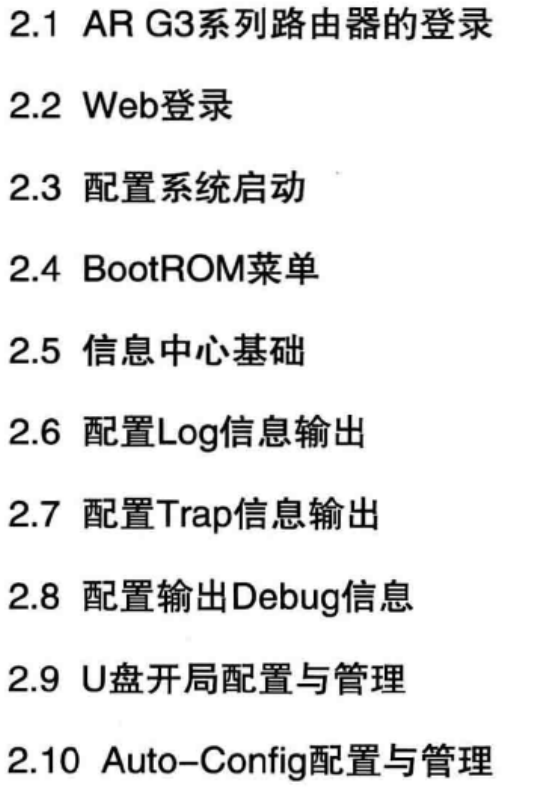 2.1 AR G3系列路由器的登录
2.2 Web登录
2.3 配置系统启动
2.4 BootROM菜单
2.5 信息中心基础
2.6 配置Log信息输出
2.7 配置Trap信息输出
2.8 配置输出Debug信息
2.9 U盘开局配置与管理
2.10 Auto–Config配置与管理